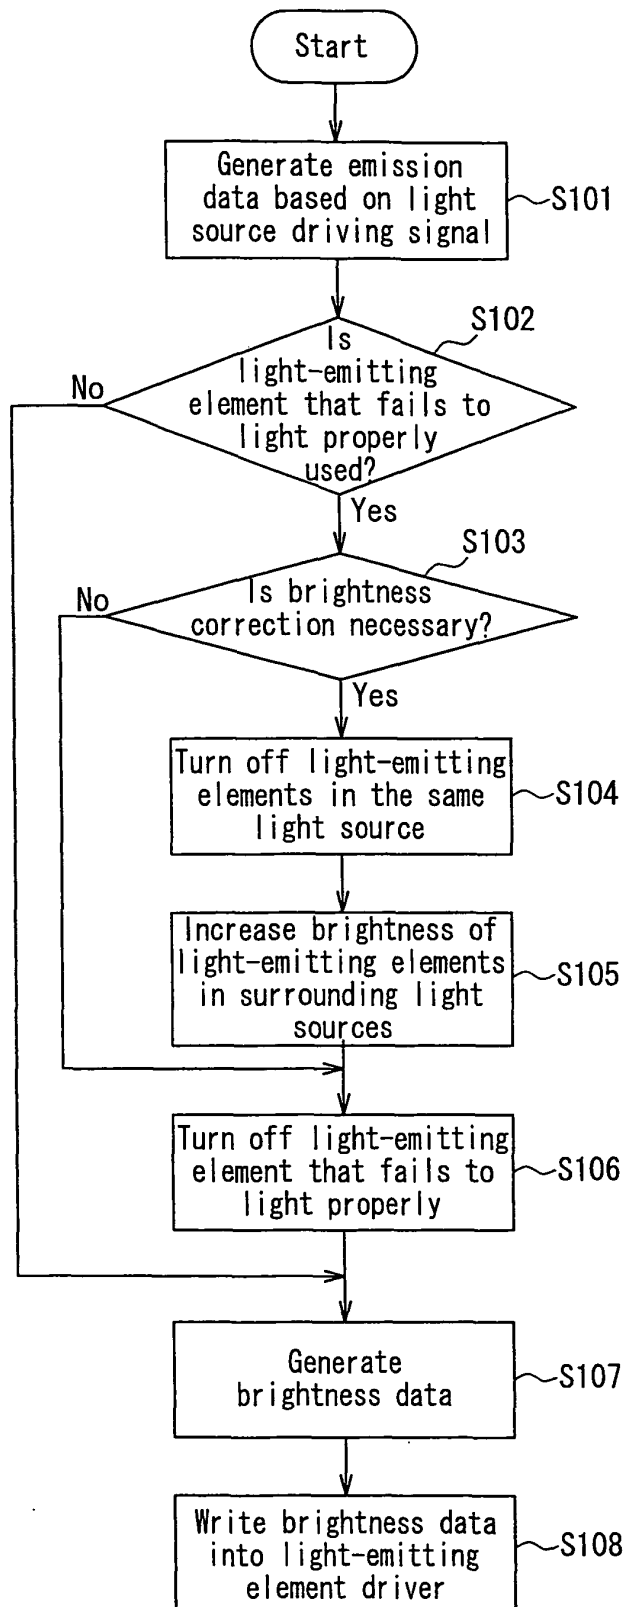 Start
Generate emission
data based on light
source driving signal
S101
S102
Is
light-emitting
element that fails to
light properly
used?
No
Yes
S103
Is brightness
correction necessary?
No
Yes
Turn off light-emitting
elements in the same
light source
S104
Increase brightness of
light-emitting elements
in surrounding light
sources
S105
Turn off light-emitting
element that fails to
light properly
S106
Generate
brightness data
S107
Write brightness data
into light-emitting
element driver
S108